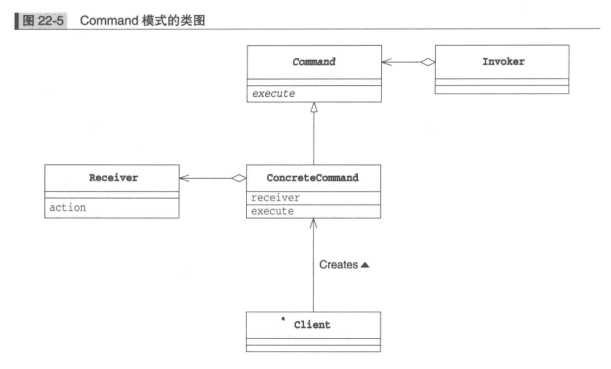 图 22-5 Command 模式的类图
Command
Invoker
execute
Receiver
ConcreteCommand
action
receiver
execute
Creates ▲
* Client